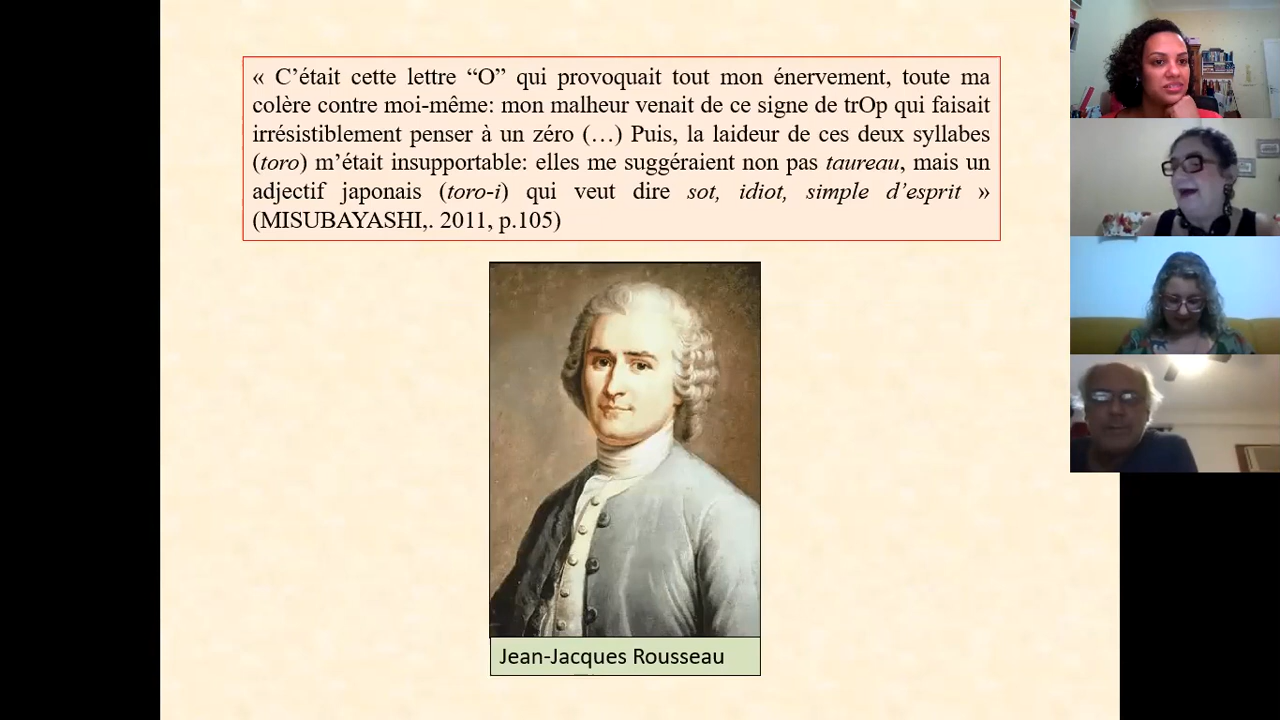 « C’était cette lettre “O” qui provoquait tout mon énervement, toute ma
colère contre moi-même: mon malheur venait de ce signe de trOp qui faisait
irrésistiblement penser à un zéro (…) Puis, la laideur de ces deux syllabes
(toro) m’était insupportable: elles me suggéraient non pas taureau, mais un
adjectif japonais (toro-i) qui veut dire sot, idiot, simple d’esprit »
(MISUBAYASHI,. 2011, p.105)
Jean-Jacques Rousseau